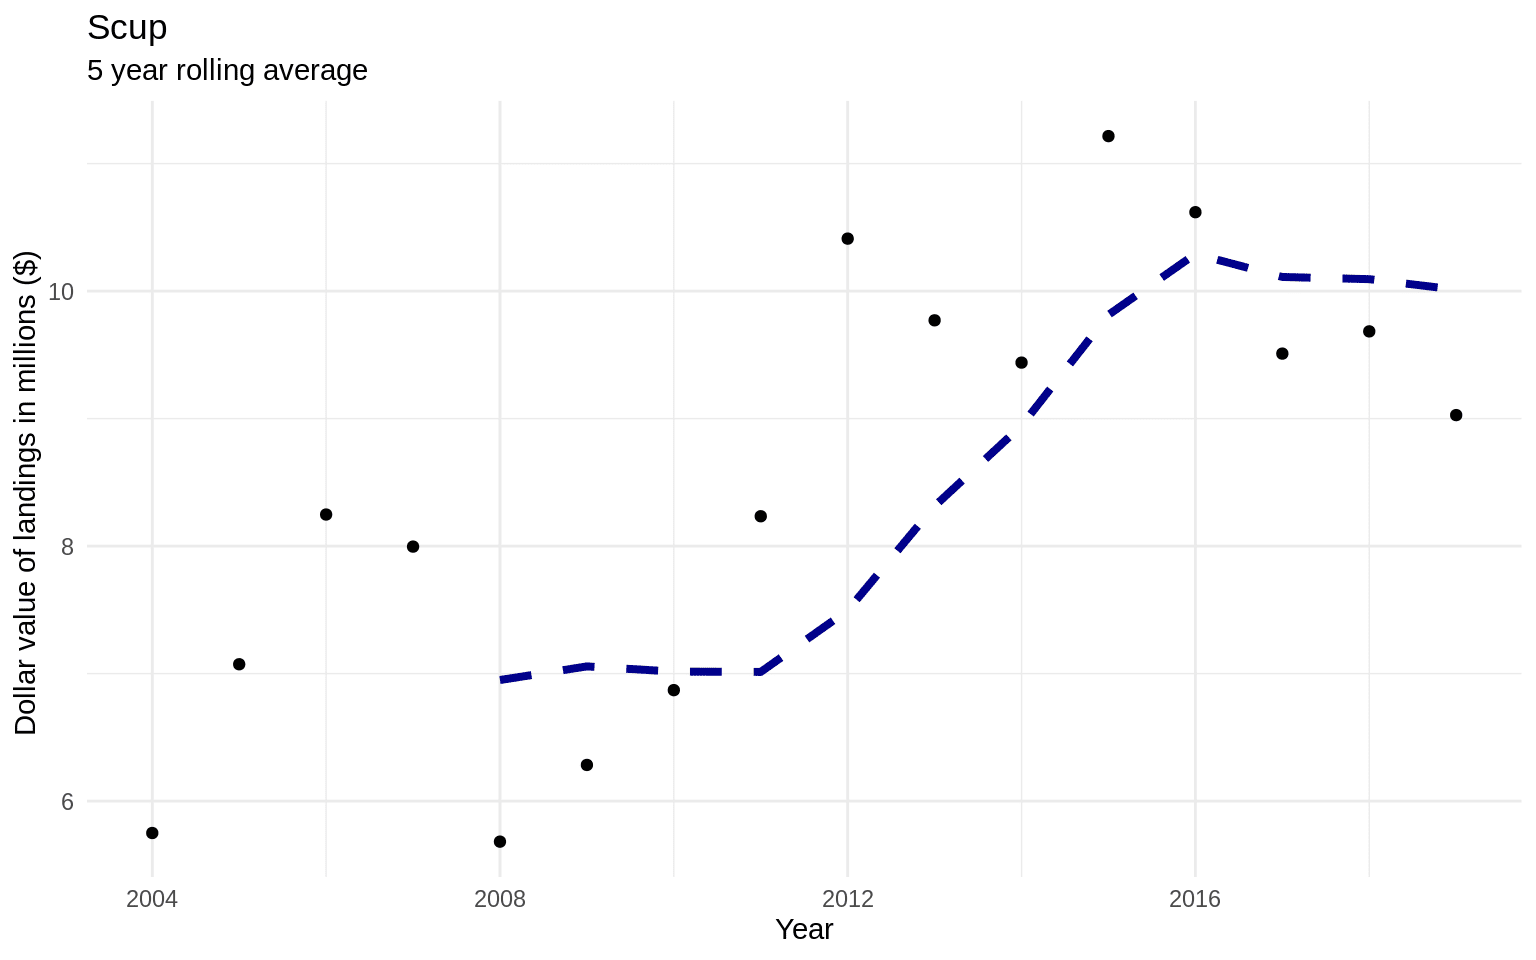 Scup
5 year rolling average
Dollar value of landings in millions ($)
10
8
6
2004
2008
2012
2016
Year